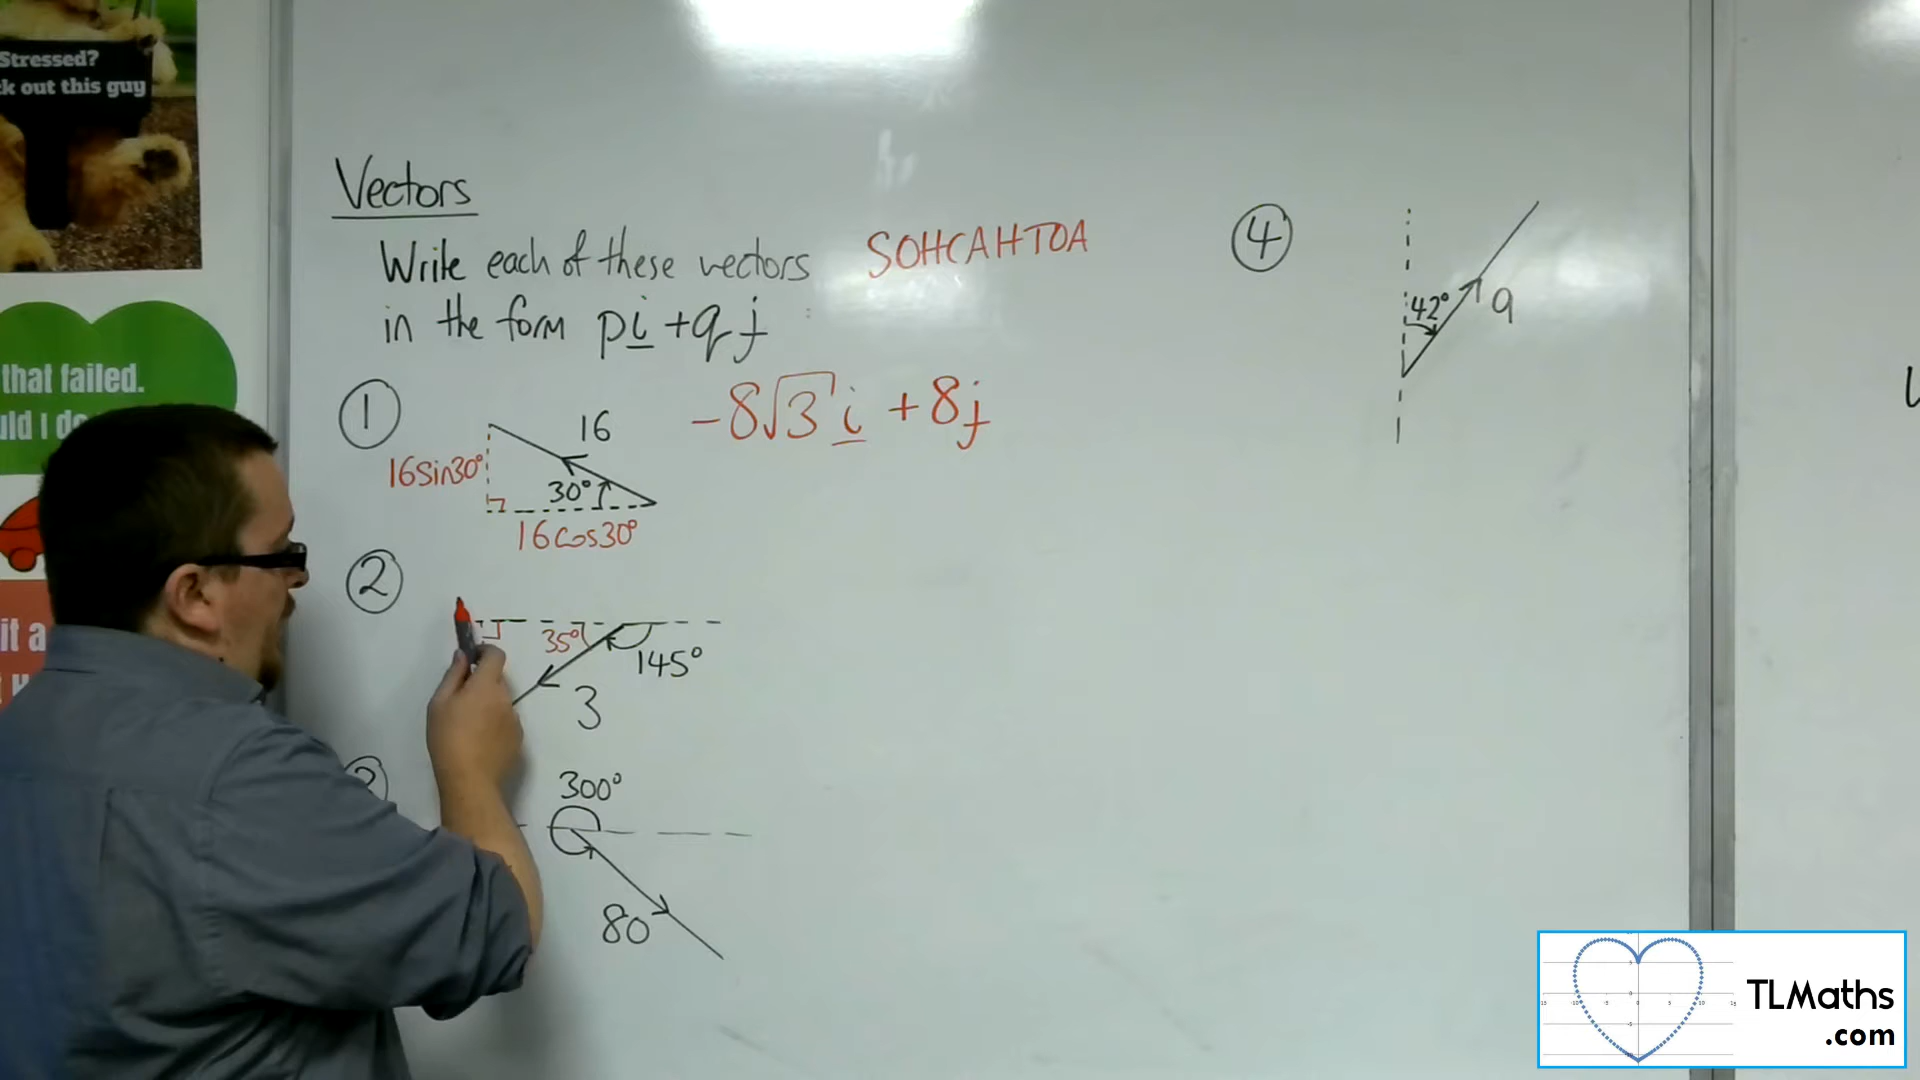 Stressed?
ck out this guy
that failed.
uld I do
it a
Vectors
Write each of these vectors
in the form pi + qj
SOHCAHTOA
①
16
30°
16sin30°
16cos30°
-8√3 i + 8j
②
35°
145°
3
300°
80
④
42°
9
TLMaths
.com